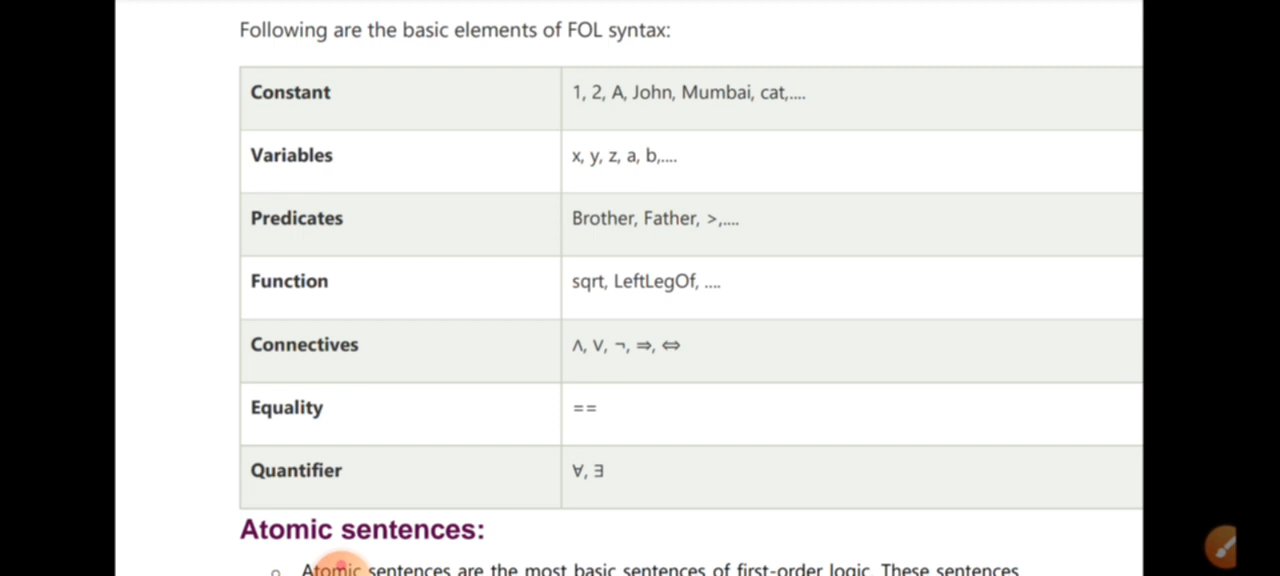 Following are the basic elements of FOL syntax:
Constant 1, 2, A, John, Mumbai, cat,....
Variables x, y, z, a, b,....
Predicates Brother, Father, >,....
Function sqrt, LeftLegOf, ....
Connectives ∧, ∨, ¬, ⇒, ⇔
Equality ==
Quantifier ∀, ∃
Atomic sentences:
o Atomic sentences are the most basic sentences of first-order logic. These sentences